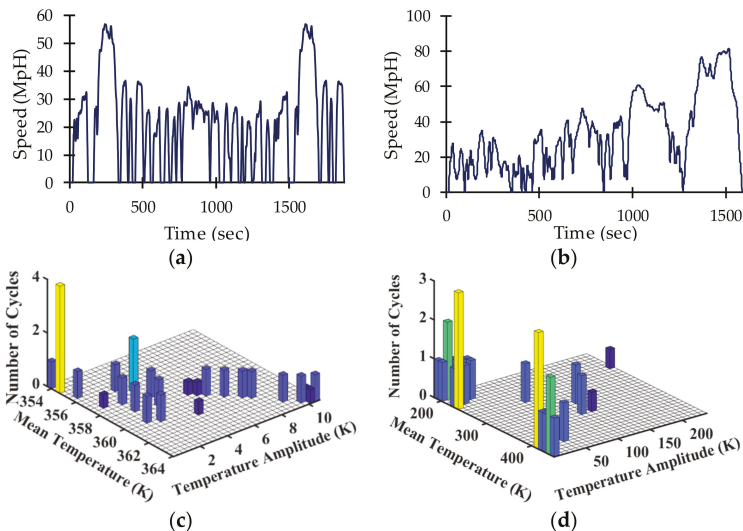 (a)
(b)
60
50
40
30
20
10
0
Speed (MpH)
0
500
1000
1500
Time (sec)
100
80
60
40
20
0
Speed (MpH)
0
500
1000
1500
Time (sec)
(a)
(b)
4
2
0
Number of Cycles
354
356
358
360
362
364
Mean Temperature (K)
2
4
6
8
10
Temperature Amplitude (K)
3
2
1
0
Number of Cycles
200
300
400
Mean Temperature (K)
50
100
150
200
Temperature Amplitude (K)
(c)
(d)